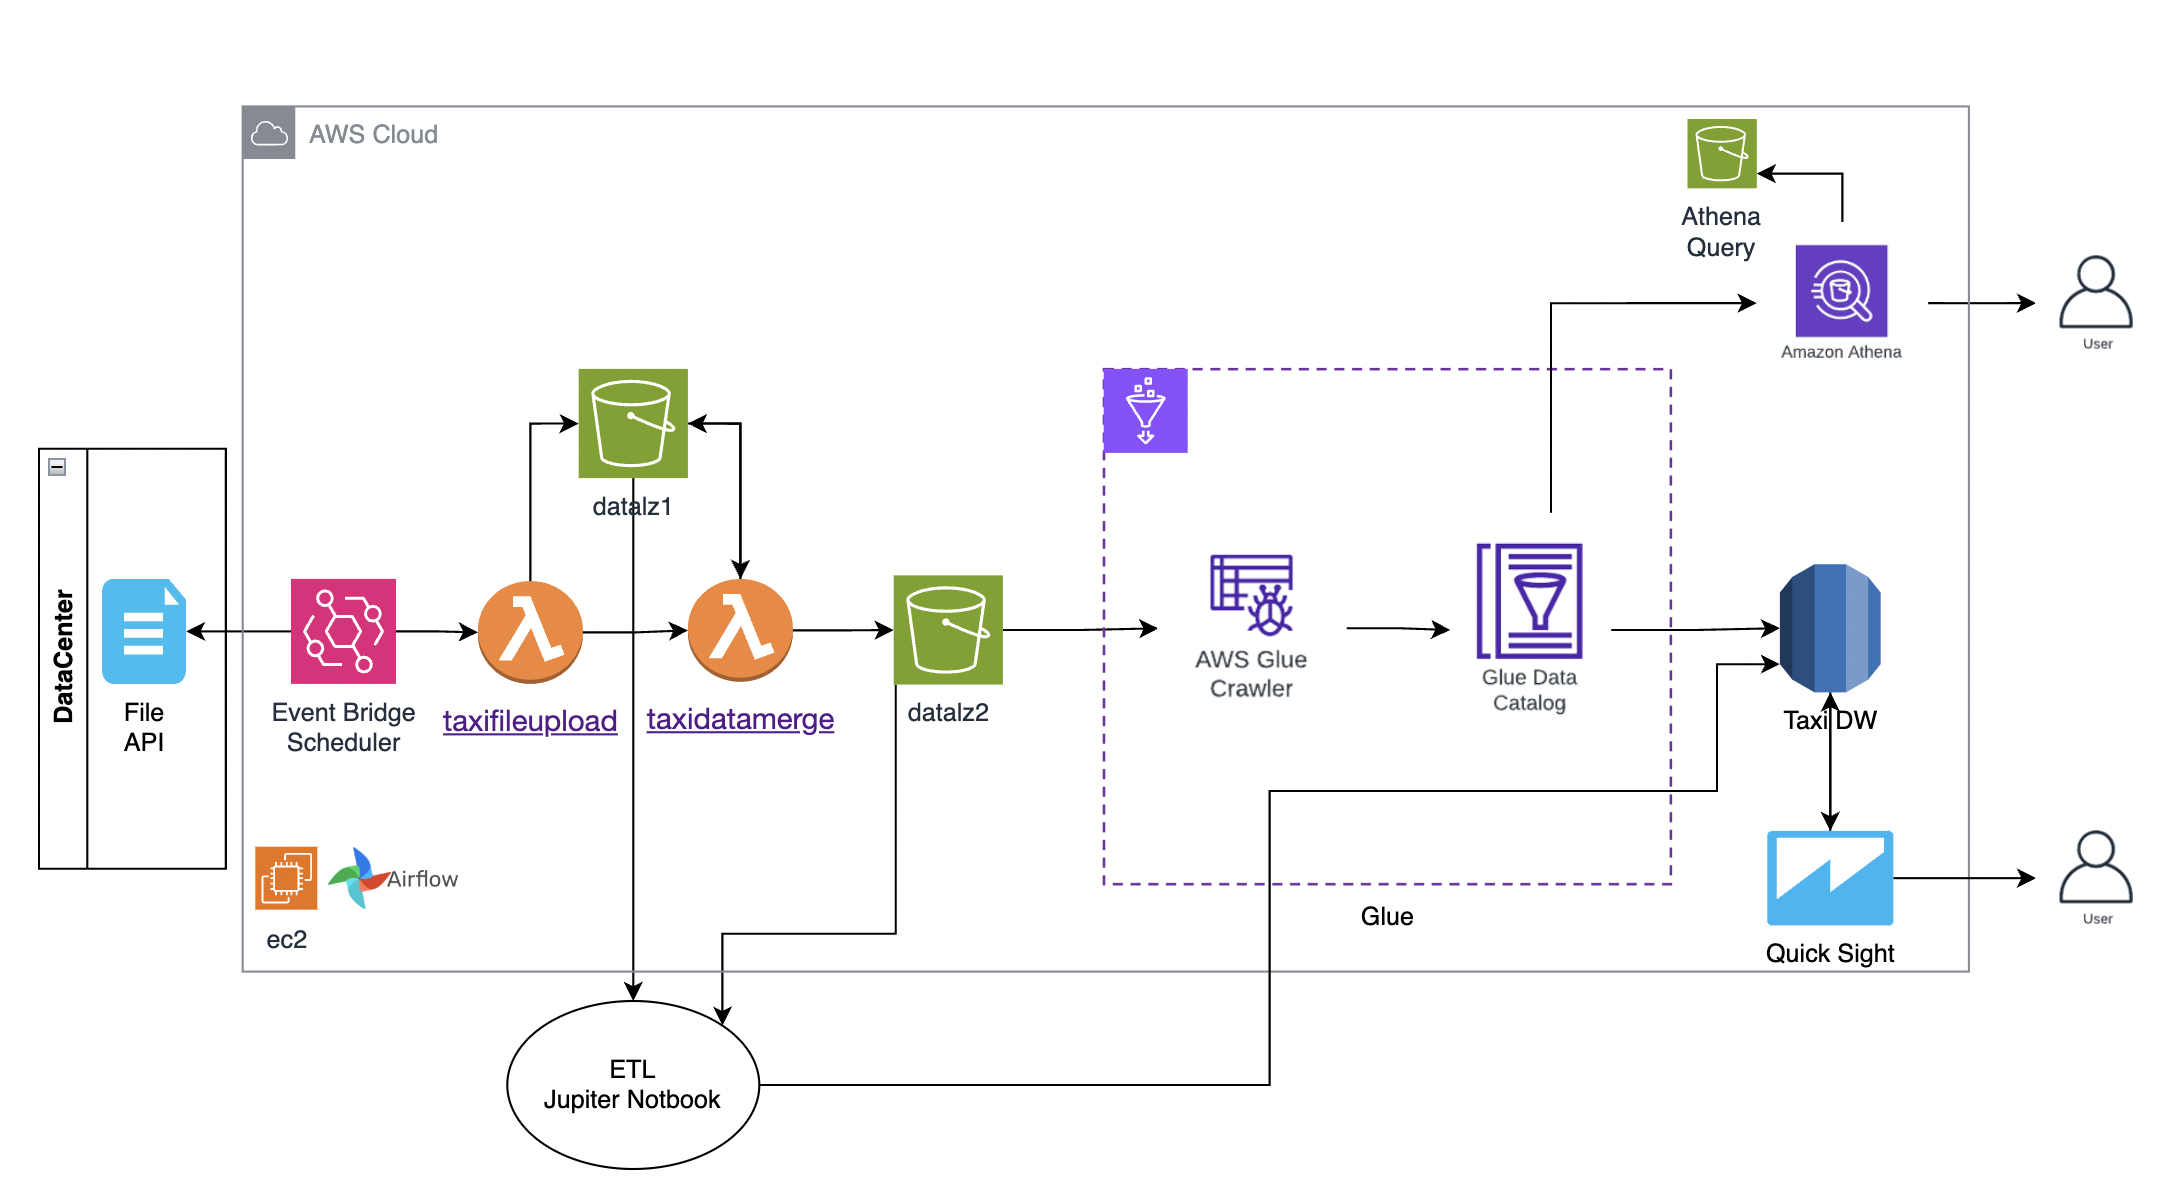 AWS Cloud
Athena
Query
Amazon Athena
User
datalz1
DataCenter
File
API
Event Bridge
Scheduler
taxifileupload
taxidatamerge
datalz2
AWS Glue
Crawler
Glue Data
Catalog
Taxi DW
Airflow
ec2
Glue
Quick Sight
User
ETL
Jupiter Notbook